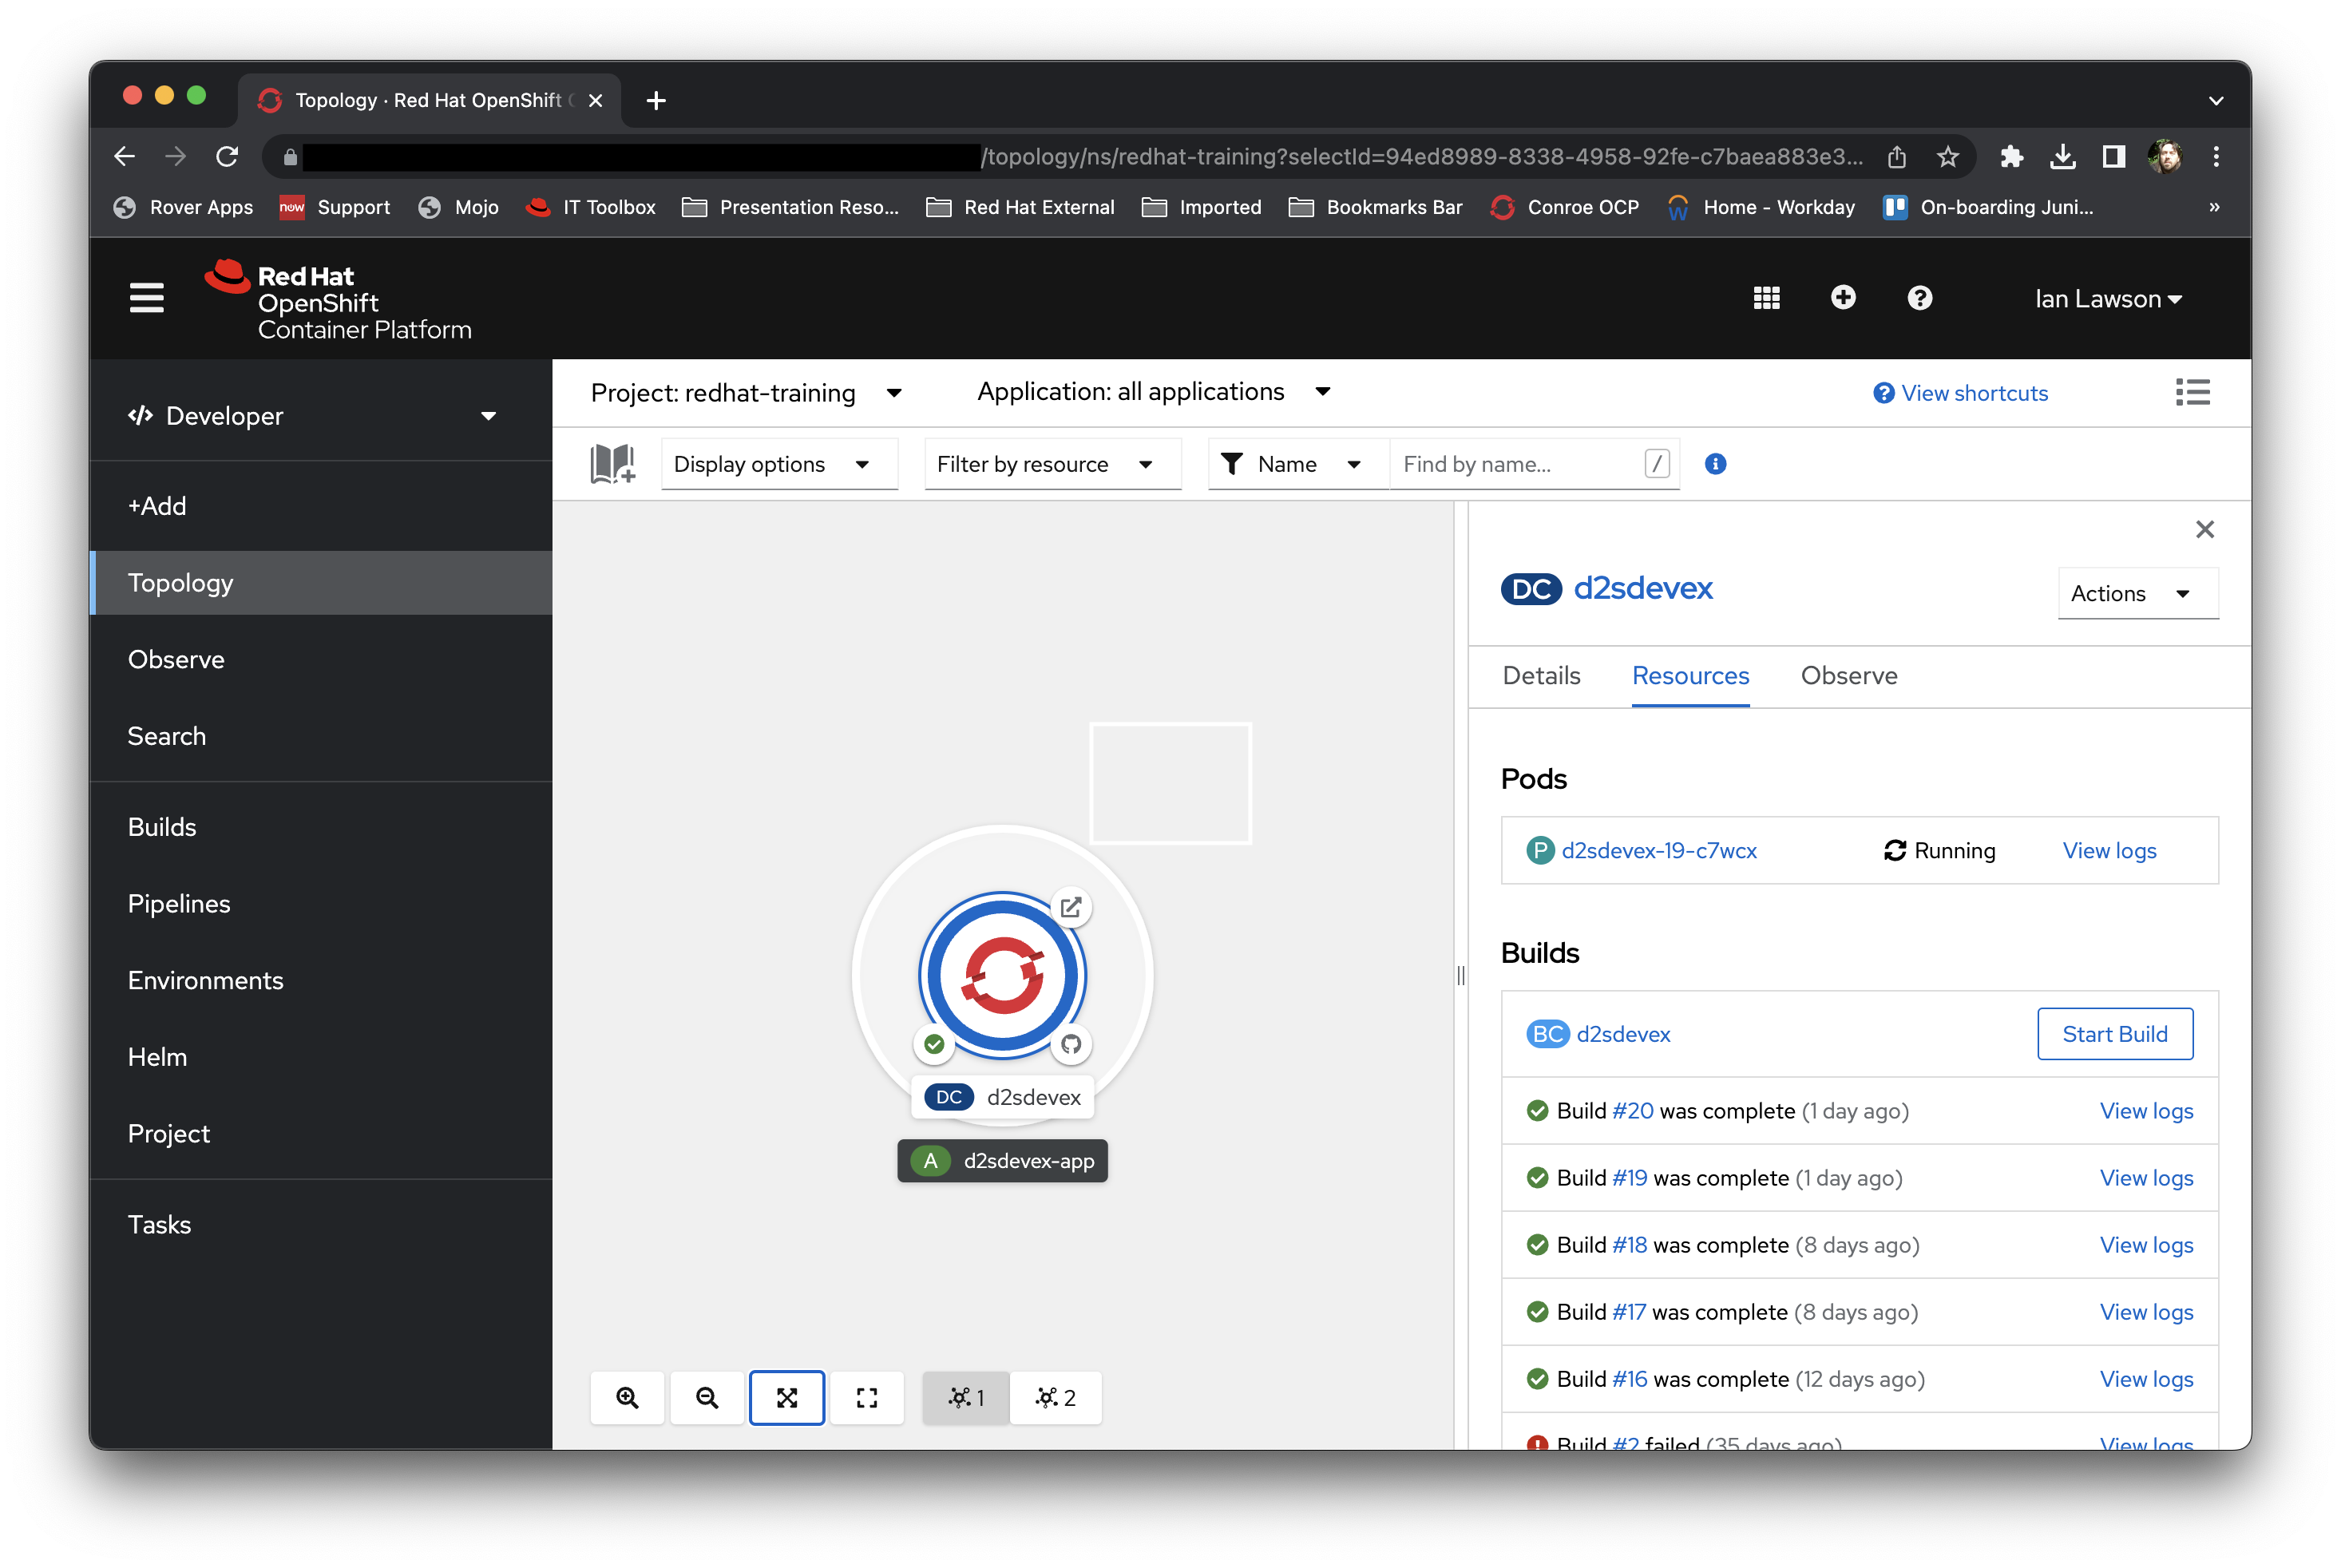 Topology · Red Hat OpenShift
/topology/ns/redhat-training?selectId=94ed8989-8338-4958-92fe-c7baea883e3...
Rover Apps now Support Mojo IT Toolbox Presentation Reso... Red Hat External Imported Bookmarks Bar Conroe OCP W Home - Workday On-boarding Juni... »
Red Hat
OpenShift
Container Platform
Ian Lawson
Project: redhat-training Application: all applications View shortcuts
</> Developer
Display options Filter by resource Name Find by name... /
+Add
Topology
Observe
Search
Builds
Pipelines
Environments
Helm
Project
Tasks
DC d2sdevex
A d2sdevex-app
1 2
DC d2sdevex Actions
Details Resources Observe
Pods
P d2sdevex-19-c7wcx Running View logs
Builds
BC d2sdevex Start Build
Build #20 was complete (1 day ago) View logs
Build #19 was complete (1 day ago) View logs
Build #18 was complete (8 days ago) View logs
Build #17 was complete (8 days ago) View logs
Build #16 was complete (12 days ago) View logs
Build #2 failed (35 days ago) View logs